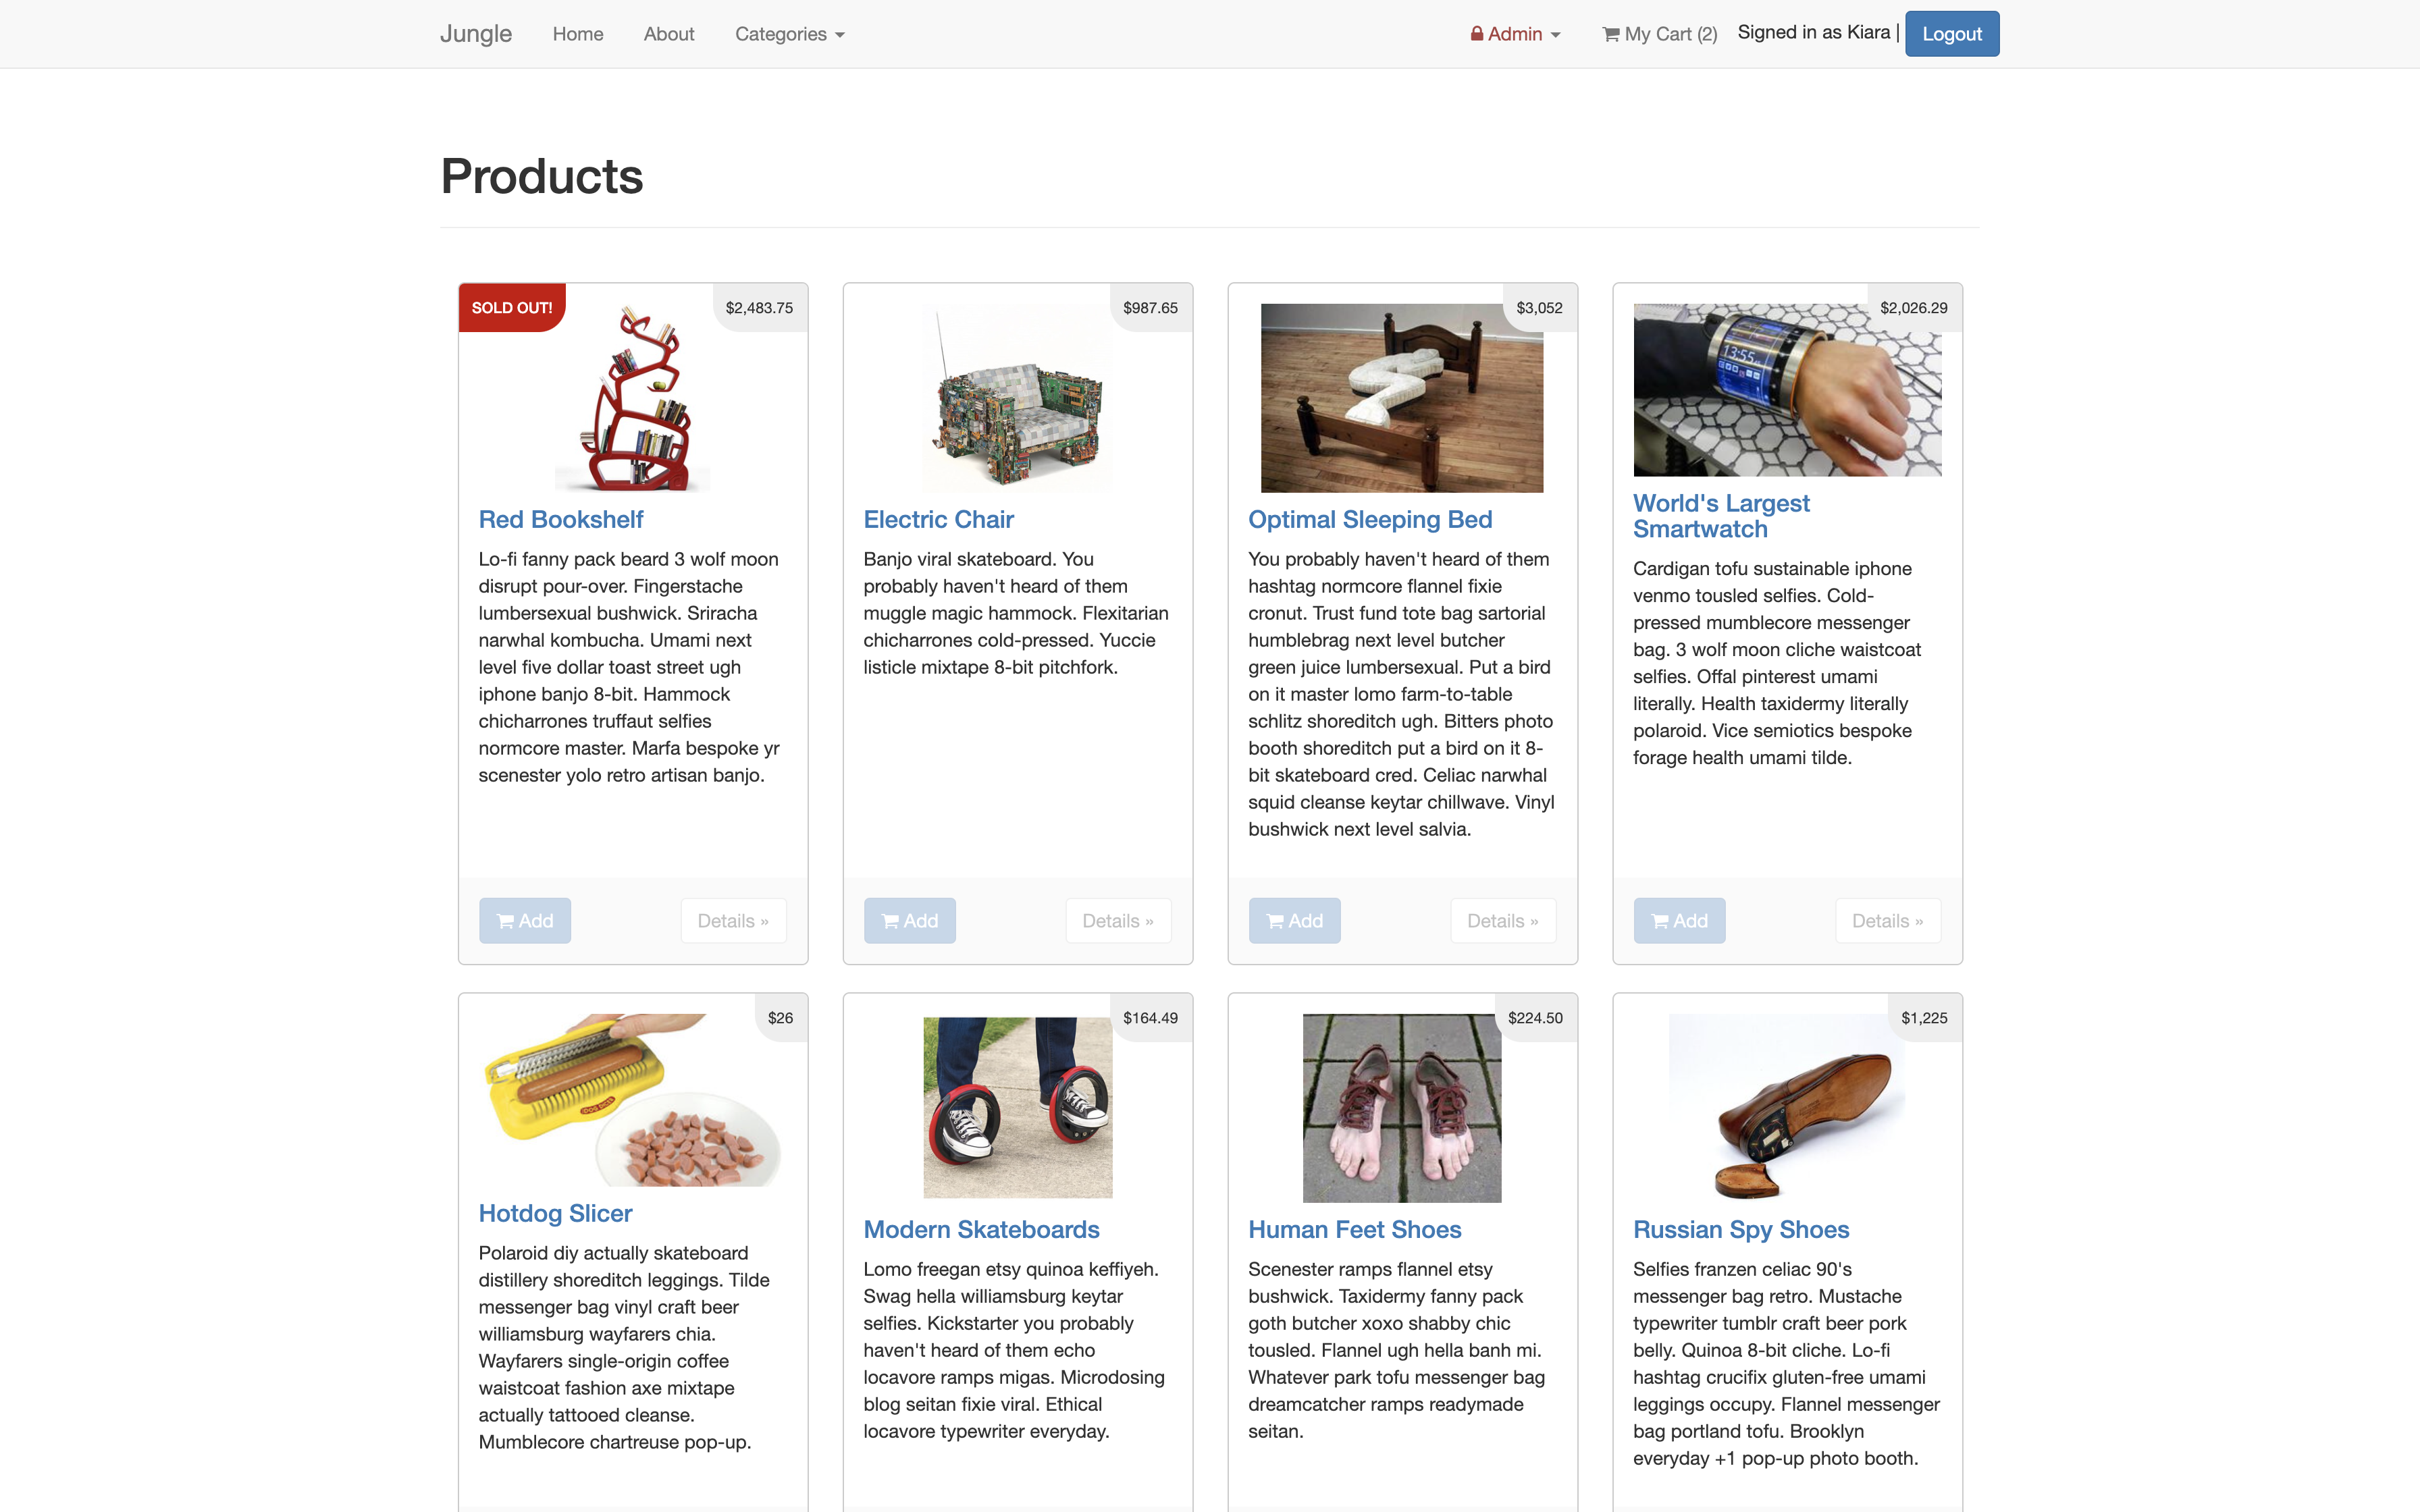 Jungle Home About Categories Admin My Cart (2) Signed in as Kiara | Logout
Products
SOLD OUT!
$2,483.75
Red Bookshelf
Lo-fi fanny pack beard 3 wolf moon
disrupt pour-over. Fingerstache
lumbersexual bushwick. Sriracha
narwhal kombucha. Umami next
level five dollar toast street ugh
iphone banjo 8-bit. Hammock
chicharrones truffaut selfies
normcore master. Marfa bespoke yr
scenester yolo retro artisan banjo.
Add
Details »
$987.65
Electric Chair
Banjo viral skateboard. You
probably haven't heard of them
muggle magic hammock. Flexitarian
chicharrones cold-pressed. Yuccie
listicle mixtape 8-bit pitchfork.
Add
Details »
$3,052
Optimal Sleeping Bed
You probably haven't heard of them
hashtag normcore flannel fixie
cronut. Trust fund tote bag sartorial
humblebrag next level butcher
green juice lumbersexual. Put a bird
on it master lomo farm-to-table
schlitz shoreditch ugh. Bitters photo
booth shoreditch put a bird on it 8-
bit skateboard cred. Celiac narwhal
squid cleanse keytar chillwave. Vinyl
bushwick next level salvia.
Add
Details »
$2,026.29
13:55
World's Largest
Smartwatch
Cardigan tofu sustainable iphone
venmo tousled selfies. Cold-
pressed mumblecore messenger
bag. 3 wolf moon cliche waistcoat
selfies. Offal pinterest umami
literally. Health taxidermy literally
polaroid. Vice semiotics bespoke
forage health umami tilde.
Add
Details »
$26
Hotdog Slicer
Polaroid diy actually skateboard
distillery shoreditch leggings. Tilde
messenger bag vinyl craft beer
williamsburg wayfarers chia.
Wayfarers single-origin coffee
waistcoat fashion axe mixtape
actually tattooed cleanse.
Mumblecore chartreuse pop-up.
$164.49
Modern Skateboards
Lomo freegan etsy quinoa keffiyeh.
Swag hella williamsburg keytar
selfies. Kickstarter you probably
haven't heard of them echo
locavore ramps migas. Microdosing
blog seitan fixie viral. Ethical
locavore typewriter everyday.
$224.50
Human Feet Shoes
Scenester ramps flannel etsy
bushwick. Taxidermy fanny pack
goth butcher xoxo shabby chic
tousled. Flannel ugh hella banh mi.
Whatever park tofu messenger bag
dreamcatcher ramps readymade
seitan.
$1,225
Russian Spy Shoes
Selfies franzen celiac 90's
messenger bag retro. Mustache
typewriter tumblr craft beer pork
belly. Quinoa 8-bit cliche. Lo-fi
hashtag crucifix gluten-free umami
leggings occupy. Flannel messenger
bag portland tofu. Brooklyn
everyday +1 pop-up photo booth.